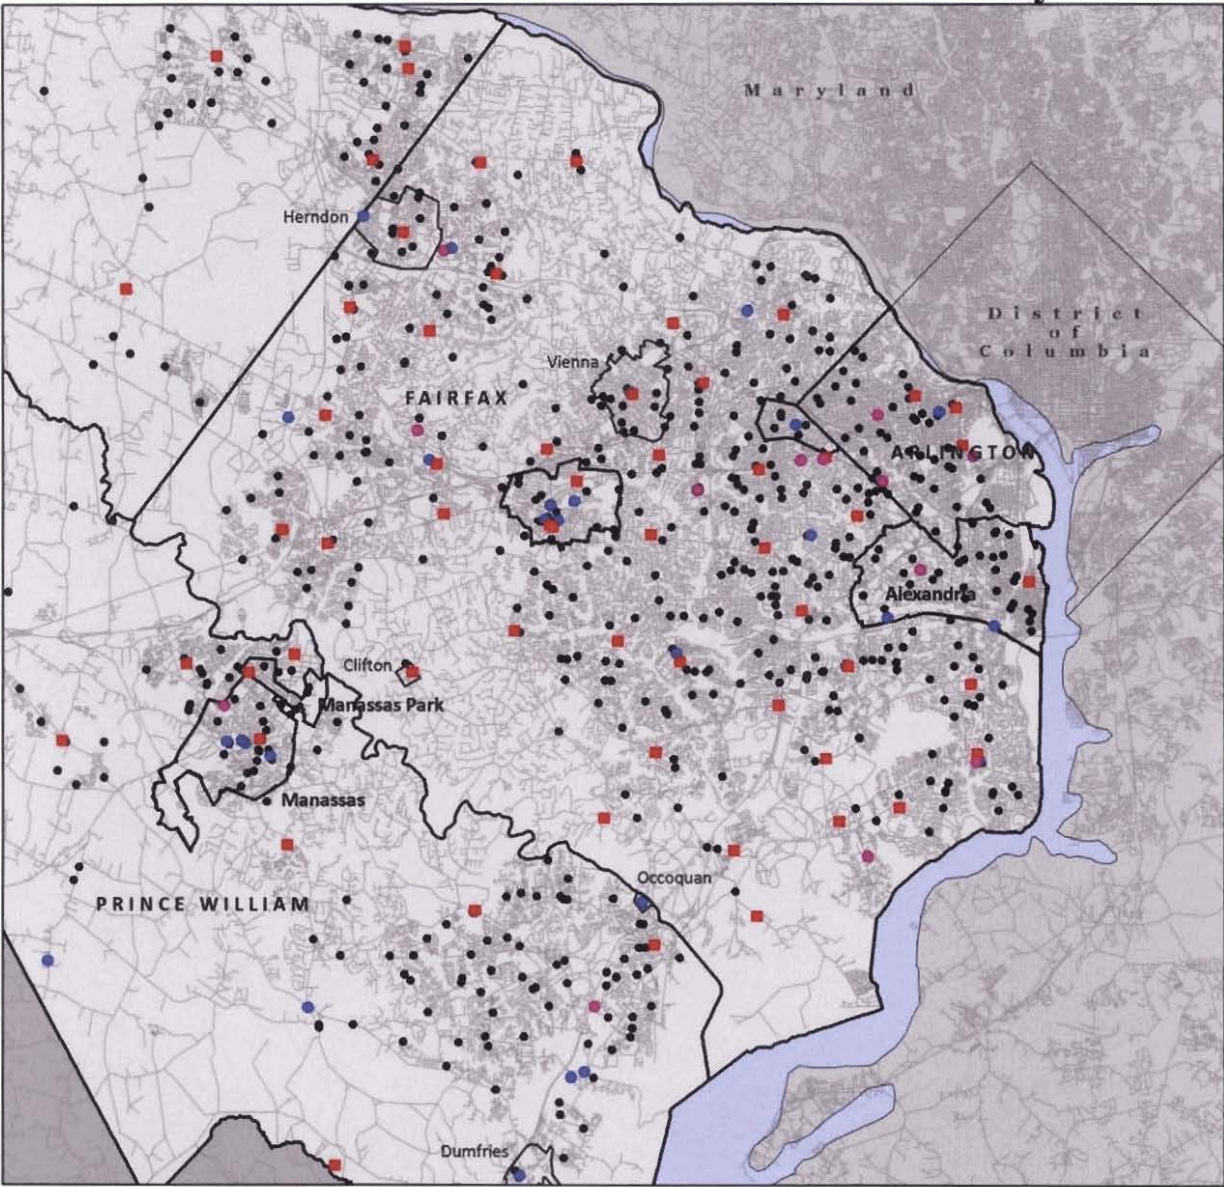 Maryland
Herndon
District
of
Columbia
Vienna
FAIRFAX
ARLINGTON
Alexandria
Clifton
Manassas Park
Manassas
Occoquan
PRINCE WILLIAM
Dumfries